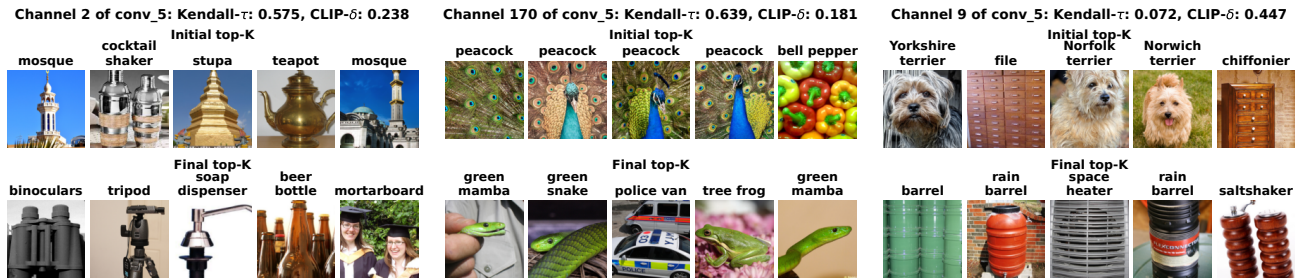 Channel 2 of conv_5: Kendall-τ: 0.575, CLIP-δ: 0.238
Initial top-K
mosque cocktail shaker stupa teapot mosque
Final top-K
binoculars tripod soap dispenser beer bottle mortarboard
Channel 170 of conv_5: Kendall-τ: 0.639, CLIP-δ: 0.181
Initial top-K
peacock peacock peacock peacock bell pepper
Final top-K
green mamba green snake police van tree frog green mamba
POLICE
Channel 9 of conv_5: Kendall-τ: 0.072, CLIP-δ: 0.447
Initial top-K
Yorkshire terrier file Norfolk terrier Norwich terrier chiffonier
Final top-K
barrel rain barrel space heater rain barrel saltshaker